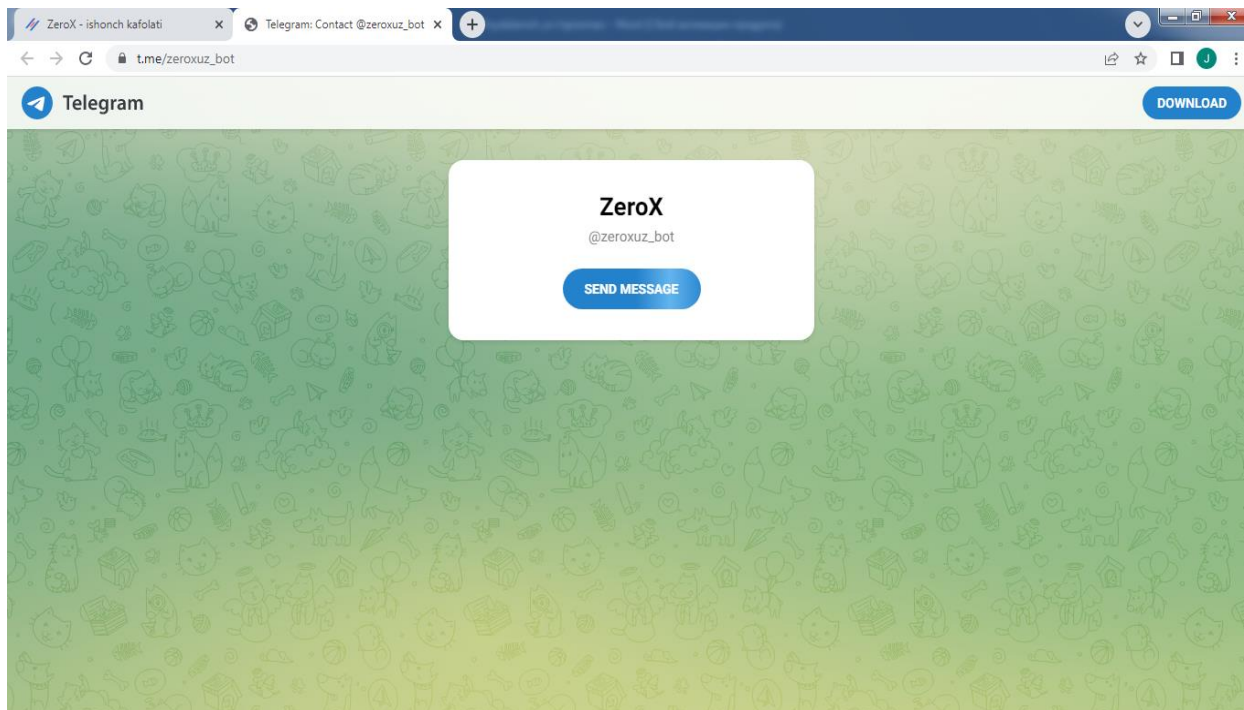 ZeroX - ishonch kafolati
Telegram: Contact @zeroxuz_bot
t.me/zeroxuz_bot
J
Telegram
DOWNLOAD
ZeroX
@zeroxuz_bot
SEND MESSAGE